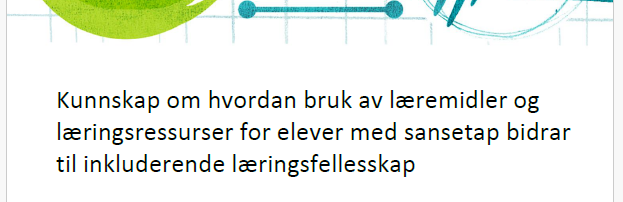 Kunnskap om hvordan bruk av læremidler og
læringsressurser for elever med sansetap bidrar
til inkluderende læringsfellesskap